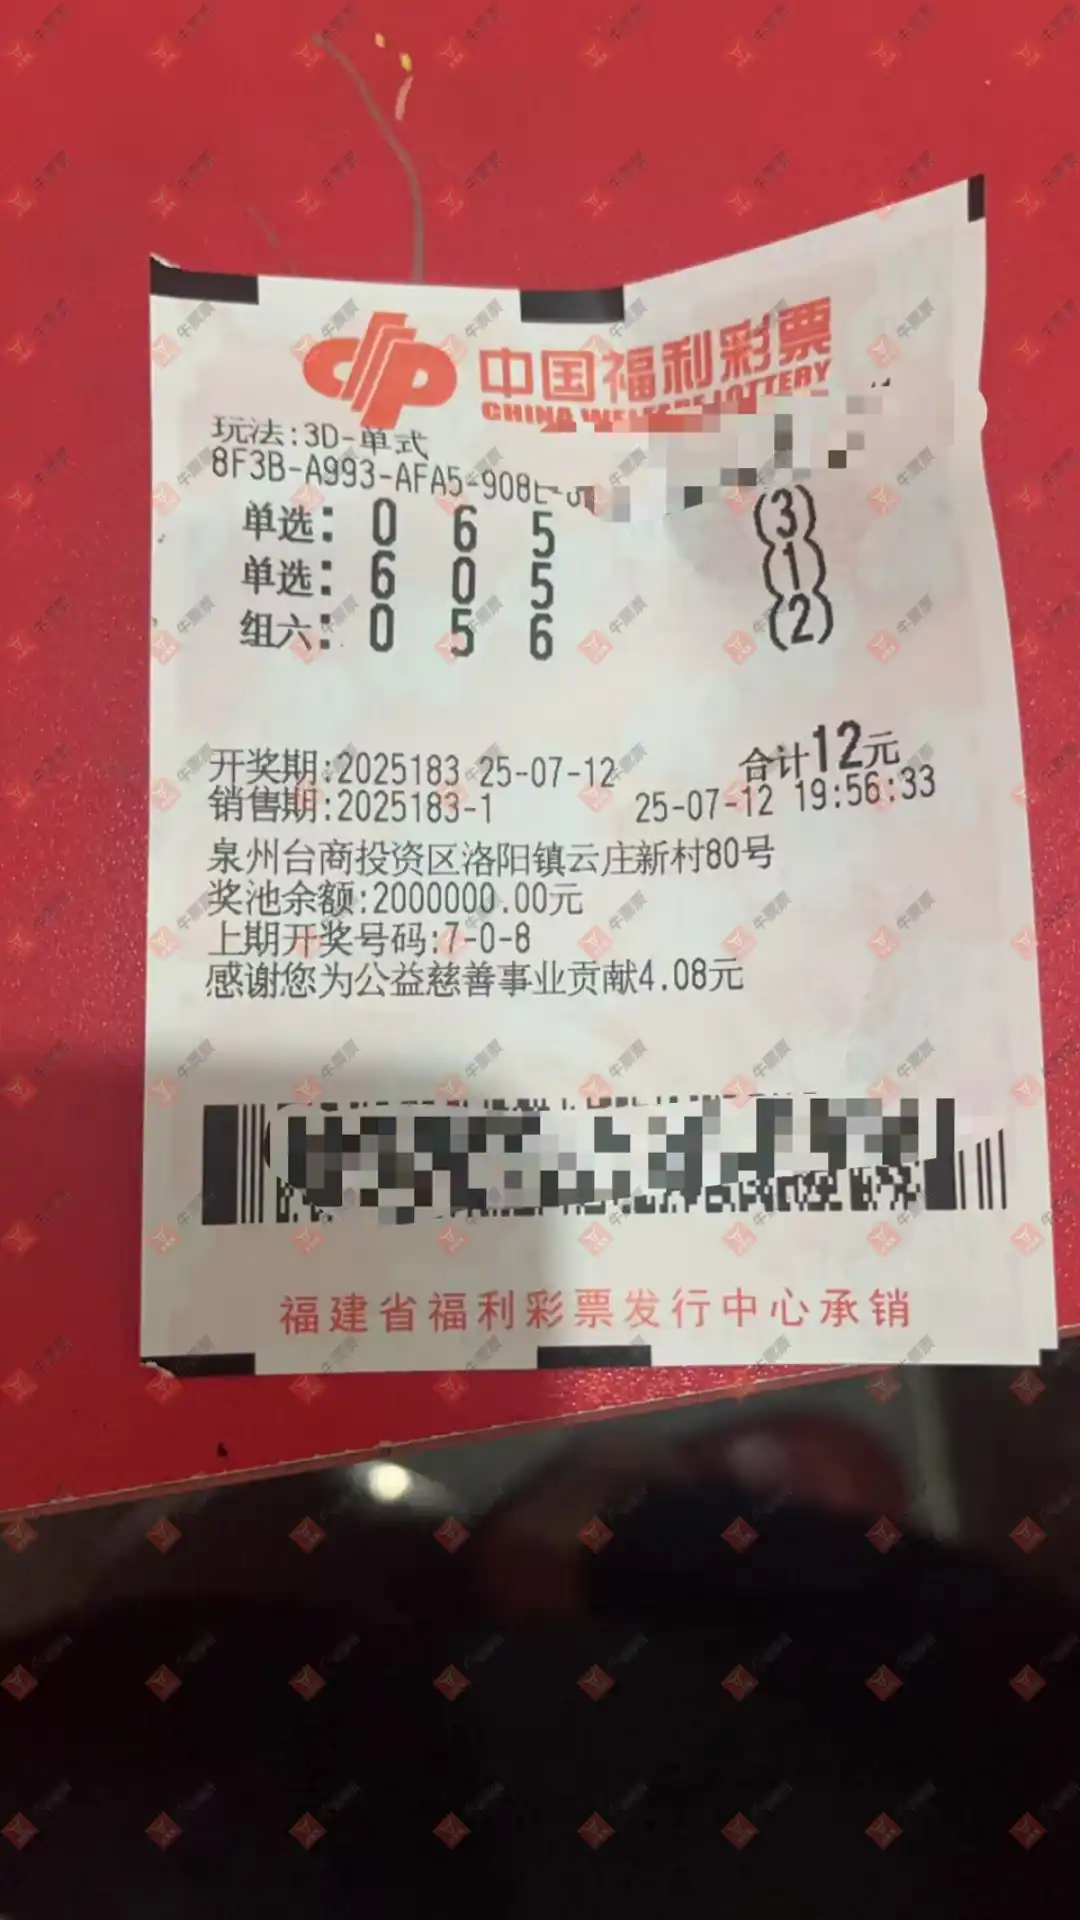 中国福利彩票
CHINA WELFARE LOTTERY
玩法:3D-单式
8F3B-A993-AFA5-908
单选: 0 6 5 (3)
单选: 6 0 5 (1)
组六: 0 5 6 (2)
开奖期:2025183 25-07-12 合计12元
销售期:2025183-1 25-07-12 19:56:33
泉州台商投资区洛阳镇云庄新村80号
奖池余额:2000000.00元
上期开奖号码:7-0-8
感谢您为公益慈善事业贡献4.08元
福建省福利彩票发行中心承销
牛票票